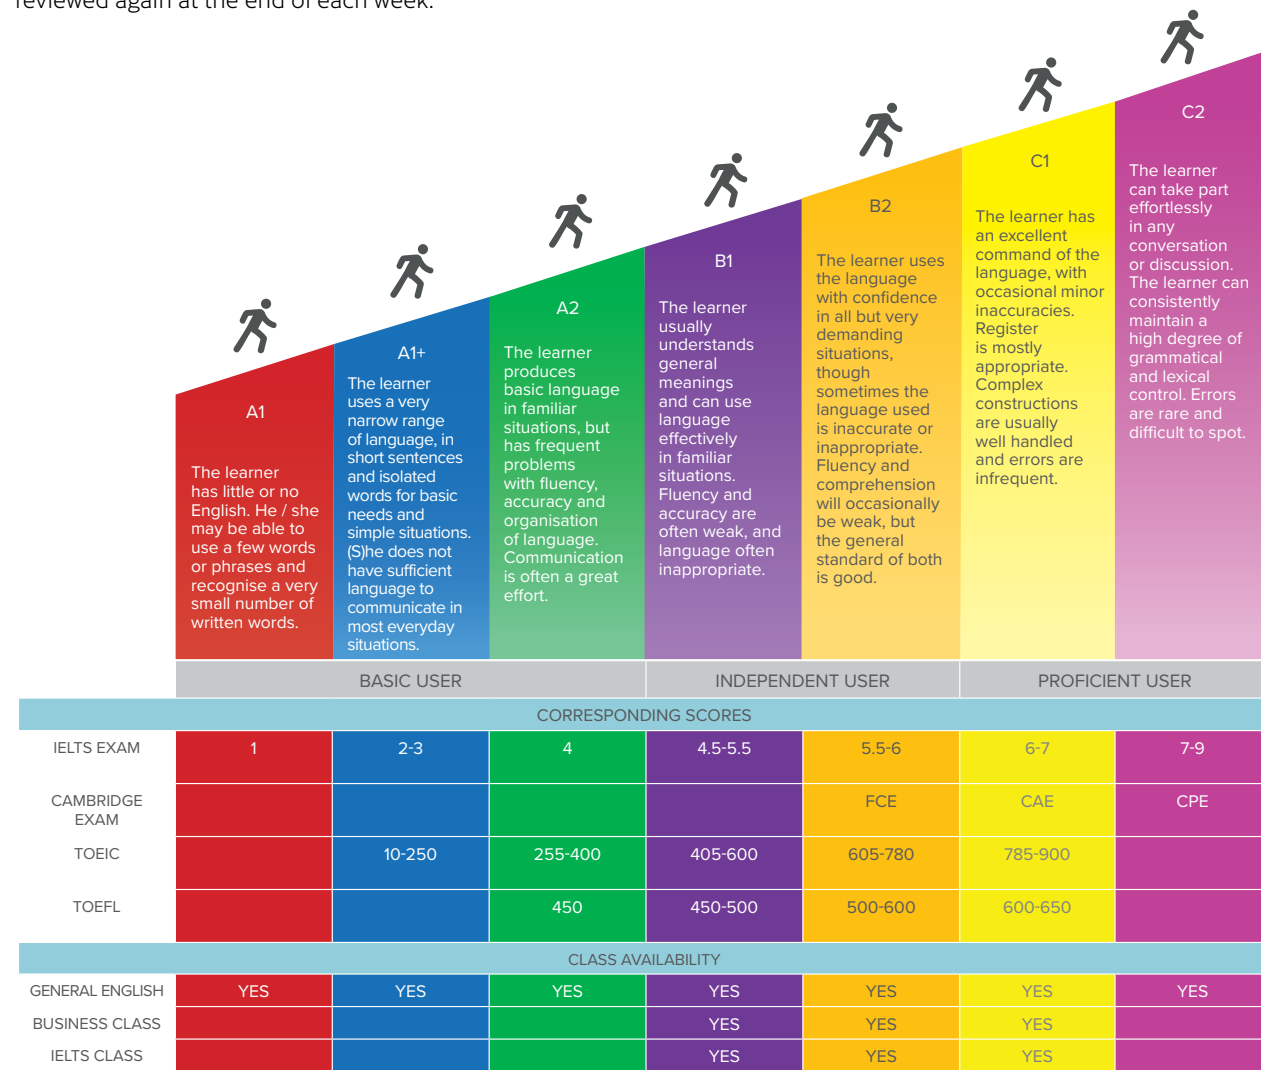 reviewed again at the end of each week.
A1
The learner
has little or no
English. He / she
may be able to
use a few words
or phrases and
recognise a very
small number of
written words.
A1+
The learner
uses a very
narrow range
of language, in
short sentences
and isolated
words for basic
needs and
simple situations.
(S)he does not
have sufficient
language to
communicate in
most everyday
situations.
A2
The learner
produces
basic language
in familiar
situations, but
has frequent
problems
with fluency,
accuracy and
organisation
of language.
Communication
is often a great
effort.
B1
The learner
usually
understands
general
meanings
and can use
language
effectively
in familiar
situations.
Fluency and
accuracy are
often weak, and
language often
inappropriate.
B2
The learner uses
the language
with confidence
in all but very
demanding
situations,
though
sometimes the
language used
is inaccurate or
inappropriate.
Fluency and
comprehension
will occasionally
be weak, but
the general
standard of both
is good.
C1
The learner has
an excellent
command of the
language, with
occasional minor
inaccuracies.
Register
is mostly
appropriate.
Complex
constructions
are usually
well handled
and errors are
infrequent.
C2
The learner
can take part
effortlessly
in any
conversation
or discussion.
The learner can
consistently
maintain a
high degree of
grammatical
and lexical
control. Errors
are rare and
difficult to spot.
BASIC USER INDEPENDENT USER PROFICIENT USER
CORRESPONDING SCORES
IELTS EXAM 1 2-3 4 4.5-5.5 5.5-6 6-7 7-9
CAMBRIDGE
EXAM FCE CAE CPE
TOEIC 10-250 255-400 405-600 605-780 785-900
TOEFL 450 450-500 500-600 600-650
CLASS AVAILABILITY
GENERAL ENGLISH YES YES YES YES YES YES YES
BUSINESS CLASS YES YES YES
IELTS CLASS YES YES YES